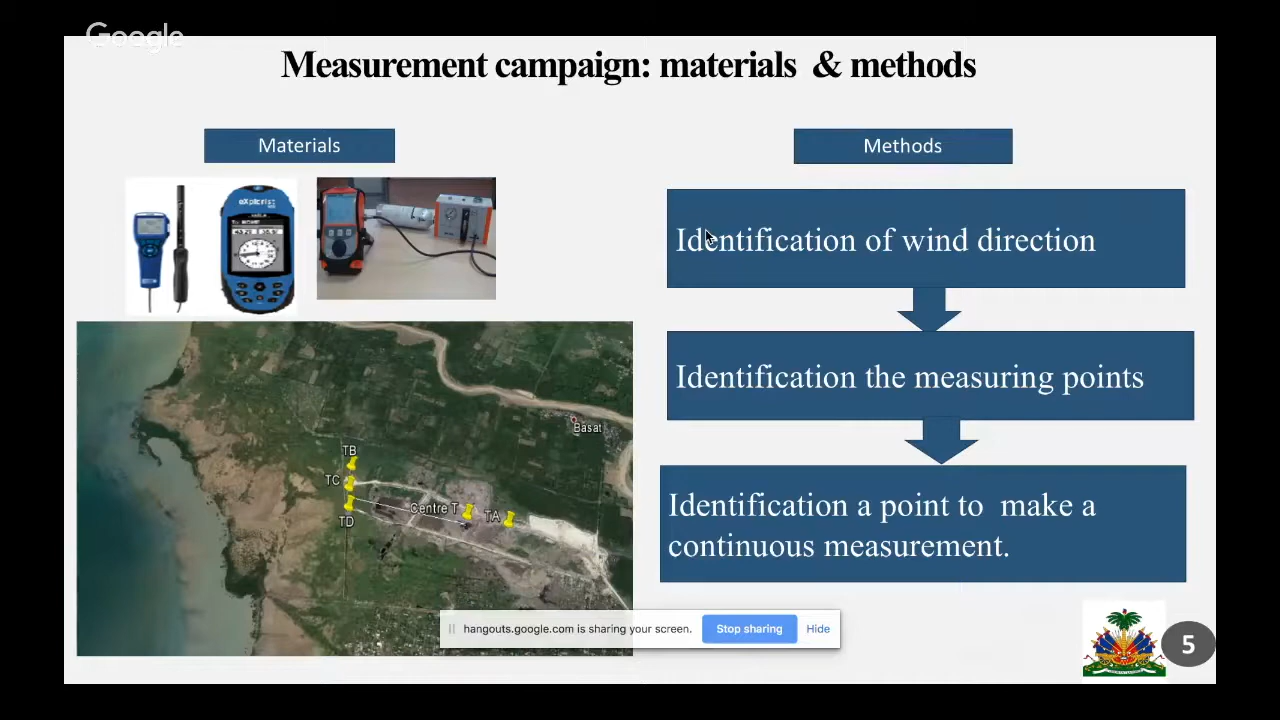 Google
Measurement campaign: materials & methods
Materials
Methods
eXplorist
Identification of wind direction
Identification the measuring points
Basat
TB
TC
TD
Centre T
TA
Identification a point to make a
continuous measurement.
hangouts.google.com is sharing your screen.
Stop sharing
Hide
5